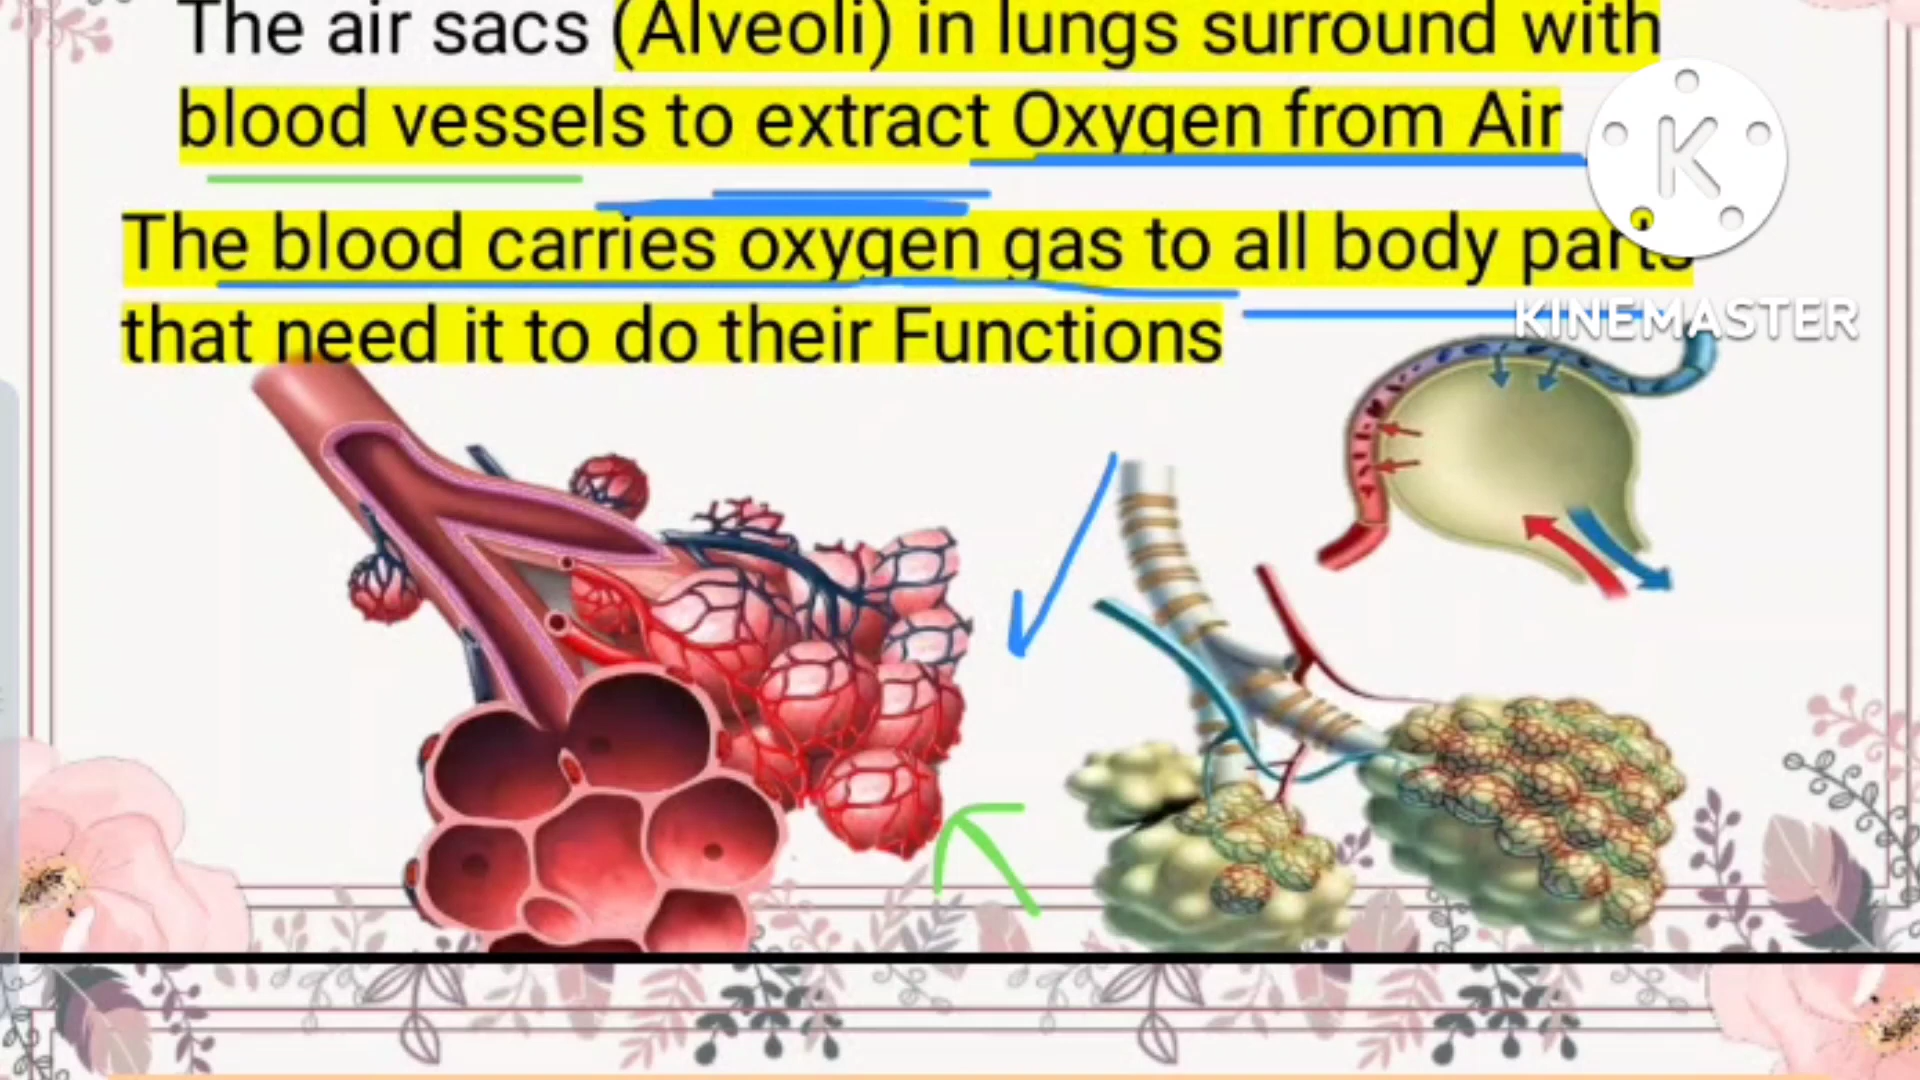 The air sacs (Alveoli) in lungs surround with
blood vessels to extract Oxygen from Air
The blood carries oxygen gas to all body parts
that need it to do their Functions
K
KINEMASTER